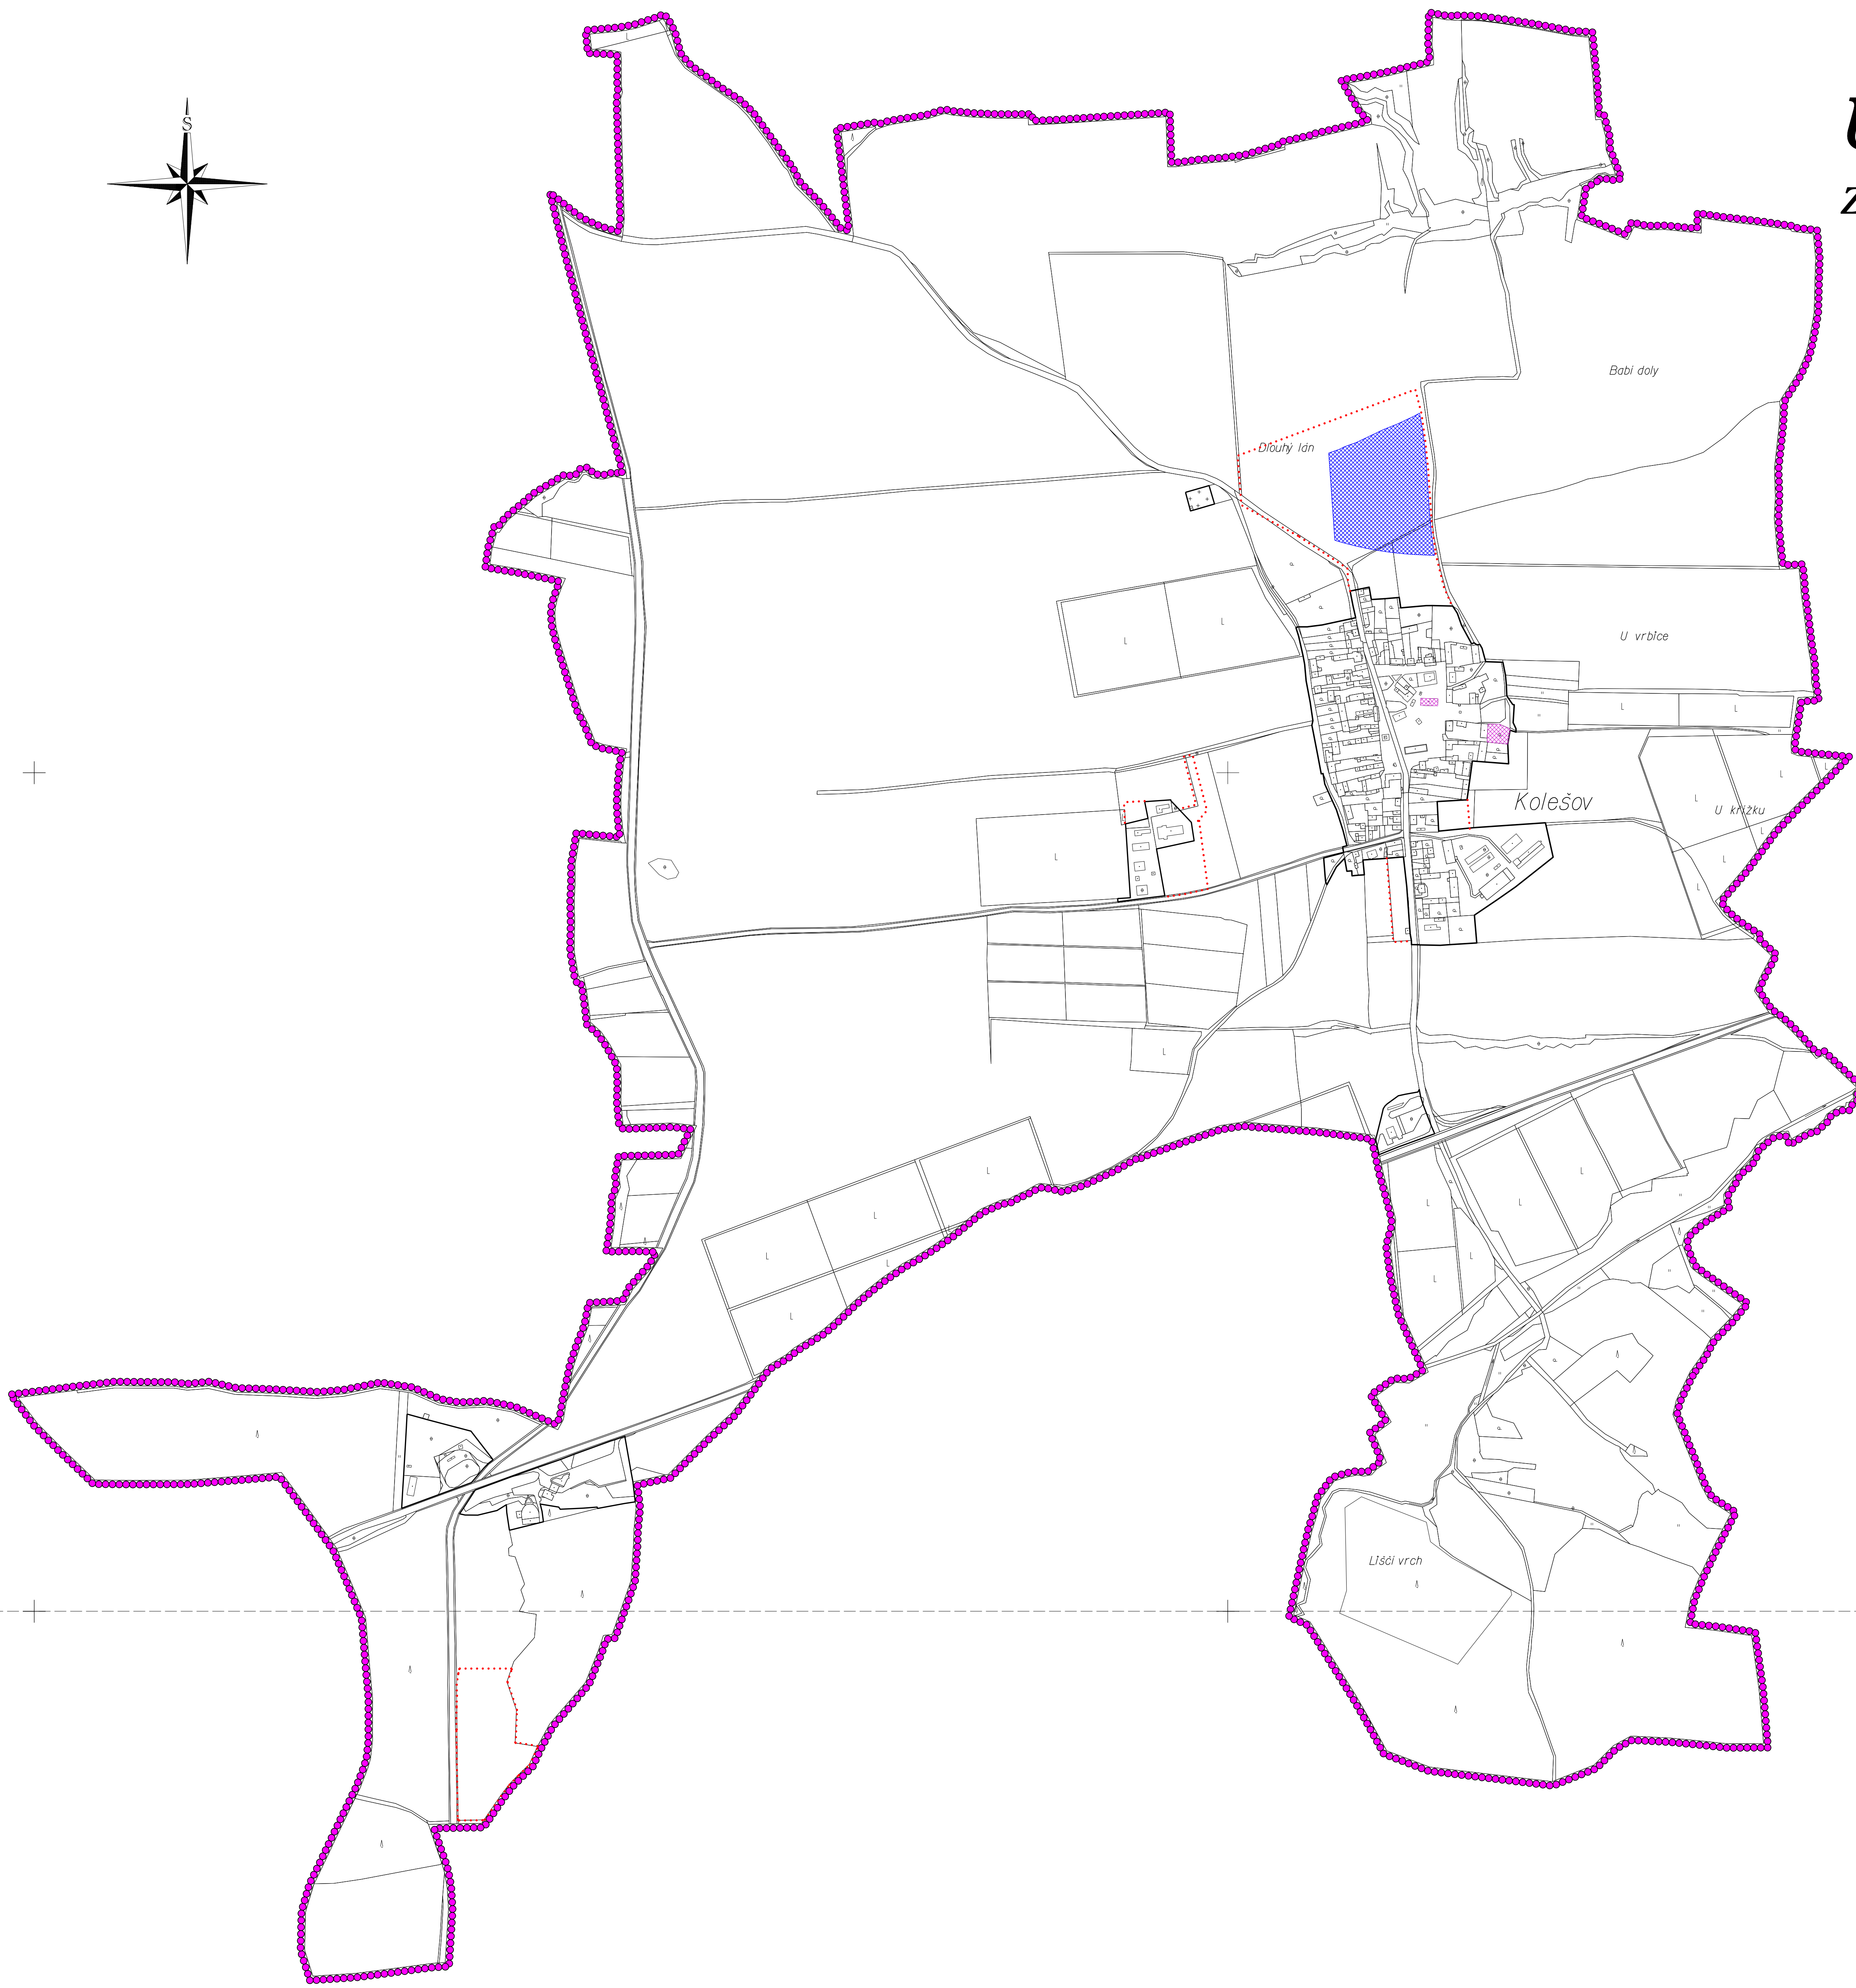 S
Babí doly
Dlouhý lán
U vrbice
Kolešov
U křížku
Liščí vrch